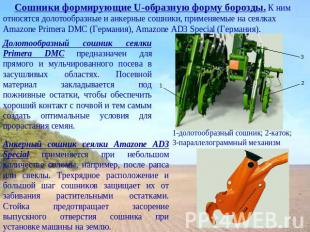 Сошники формирующие U-образную форму борозды. К ним
относятся долотообразные и анкерные сошники, применяемые на сеялках
Amazone Primera DMC (Германия), Amazone AD3 Special (Германия).
Долотообразный сошник сеялки
Primera DMC предназначен для
прямого и мульчированного посева в
засушливых областях. Посевной
материал закладывается под
пожнивные остатки, чтобы обеспечить
хороший контакт с почвой и тем самым
создать оптимальные условия для
прорастания семян.
Анкерный сошник сеялки Amazone AD3
Special применяется при небольшом
количестве соломы, например, после рапса
или свеклы. Трехрядное расположение и
большой шаг сошников защищает их от
забивания растительными остатками.
Стойка предотвращает засорение
выпускного отверстия сошника при
установке машины на землю.
3
1
2
1-долотообразный сошник; 2-каток;
3-параллелограммный механизм
PPT4WEB.ru